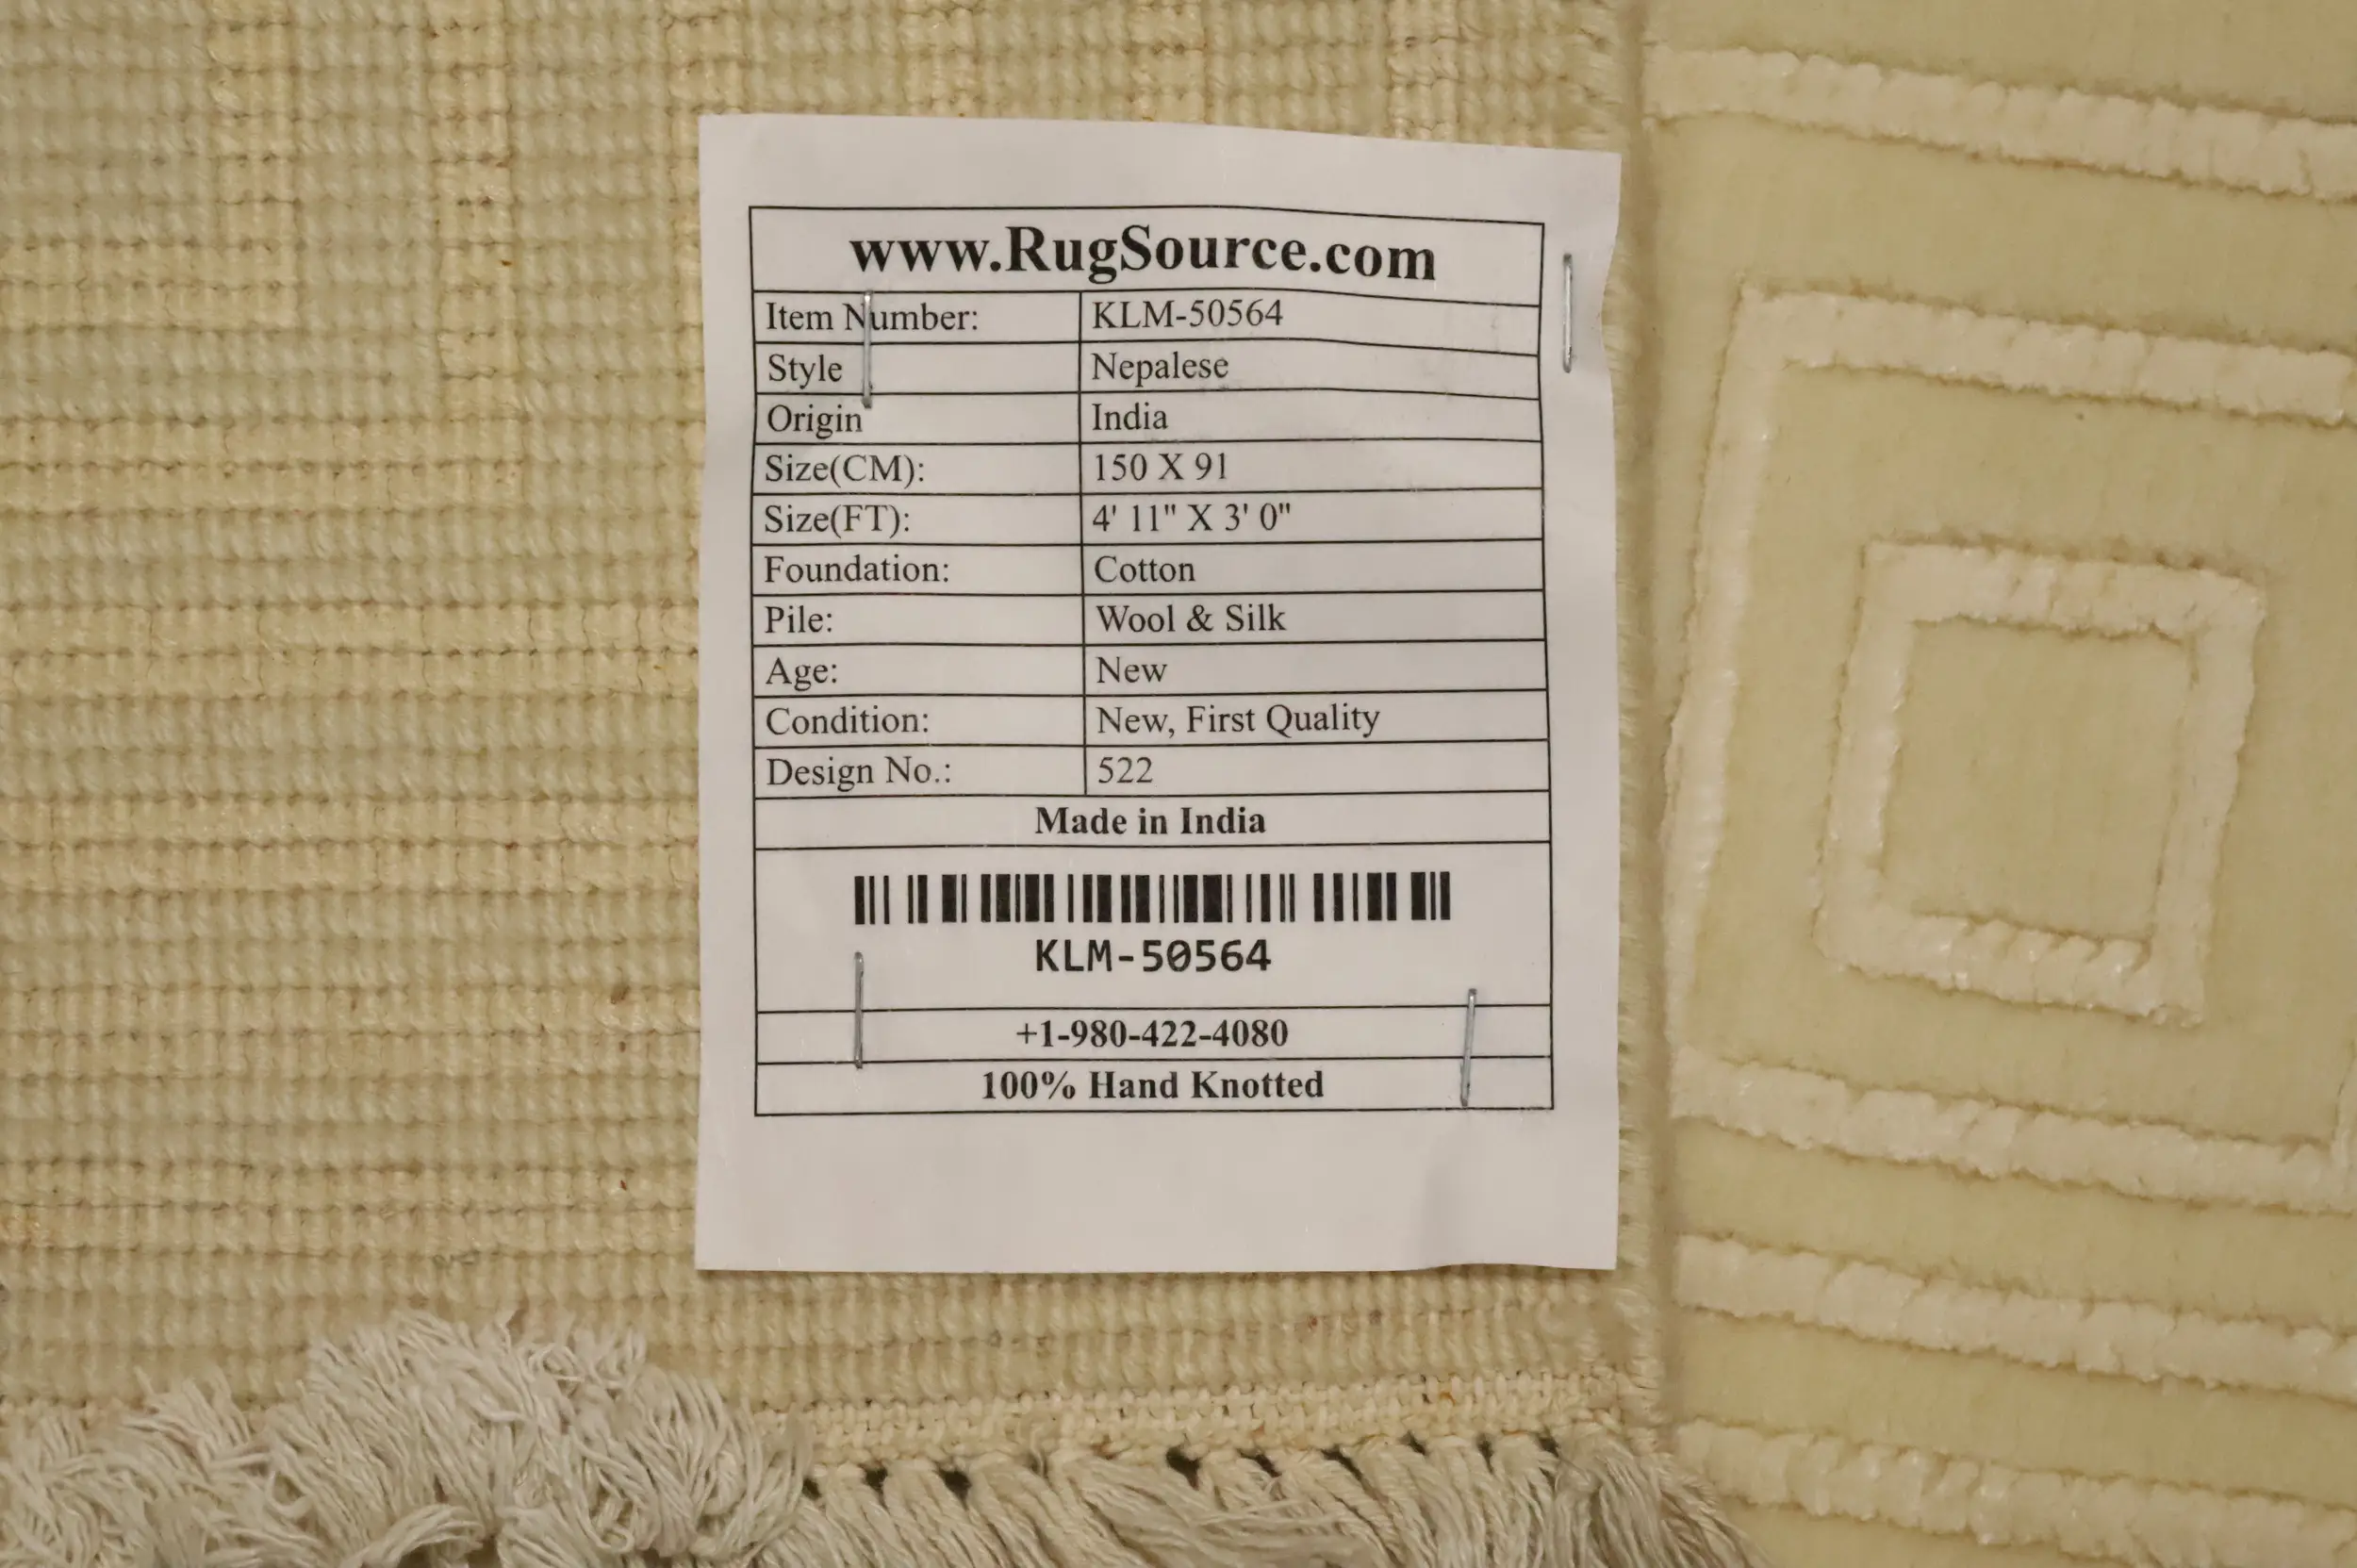 www.RugSource.com
Item Number: KLM-50564
Style Nepalese
Origin India
Size(CM): 150 X 91
Size(FT): 4' 11" X 3' 0"
Foundation: Cotton
Pile: Wool & Silk
Age: New
Condition: New, First Quality
Design No.: 522
Made in India
KLM-50564
+1-980-422-4080
100% Hand Knotted